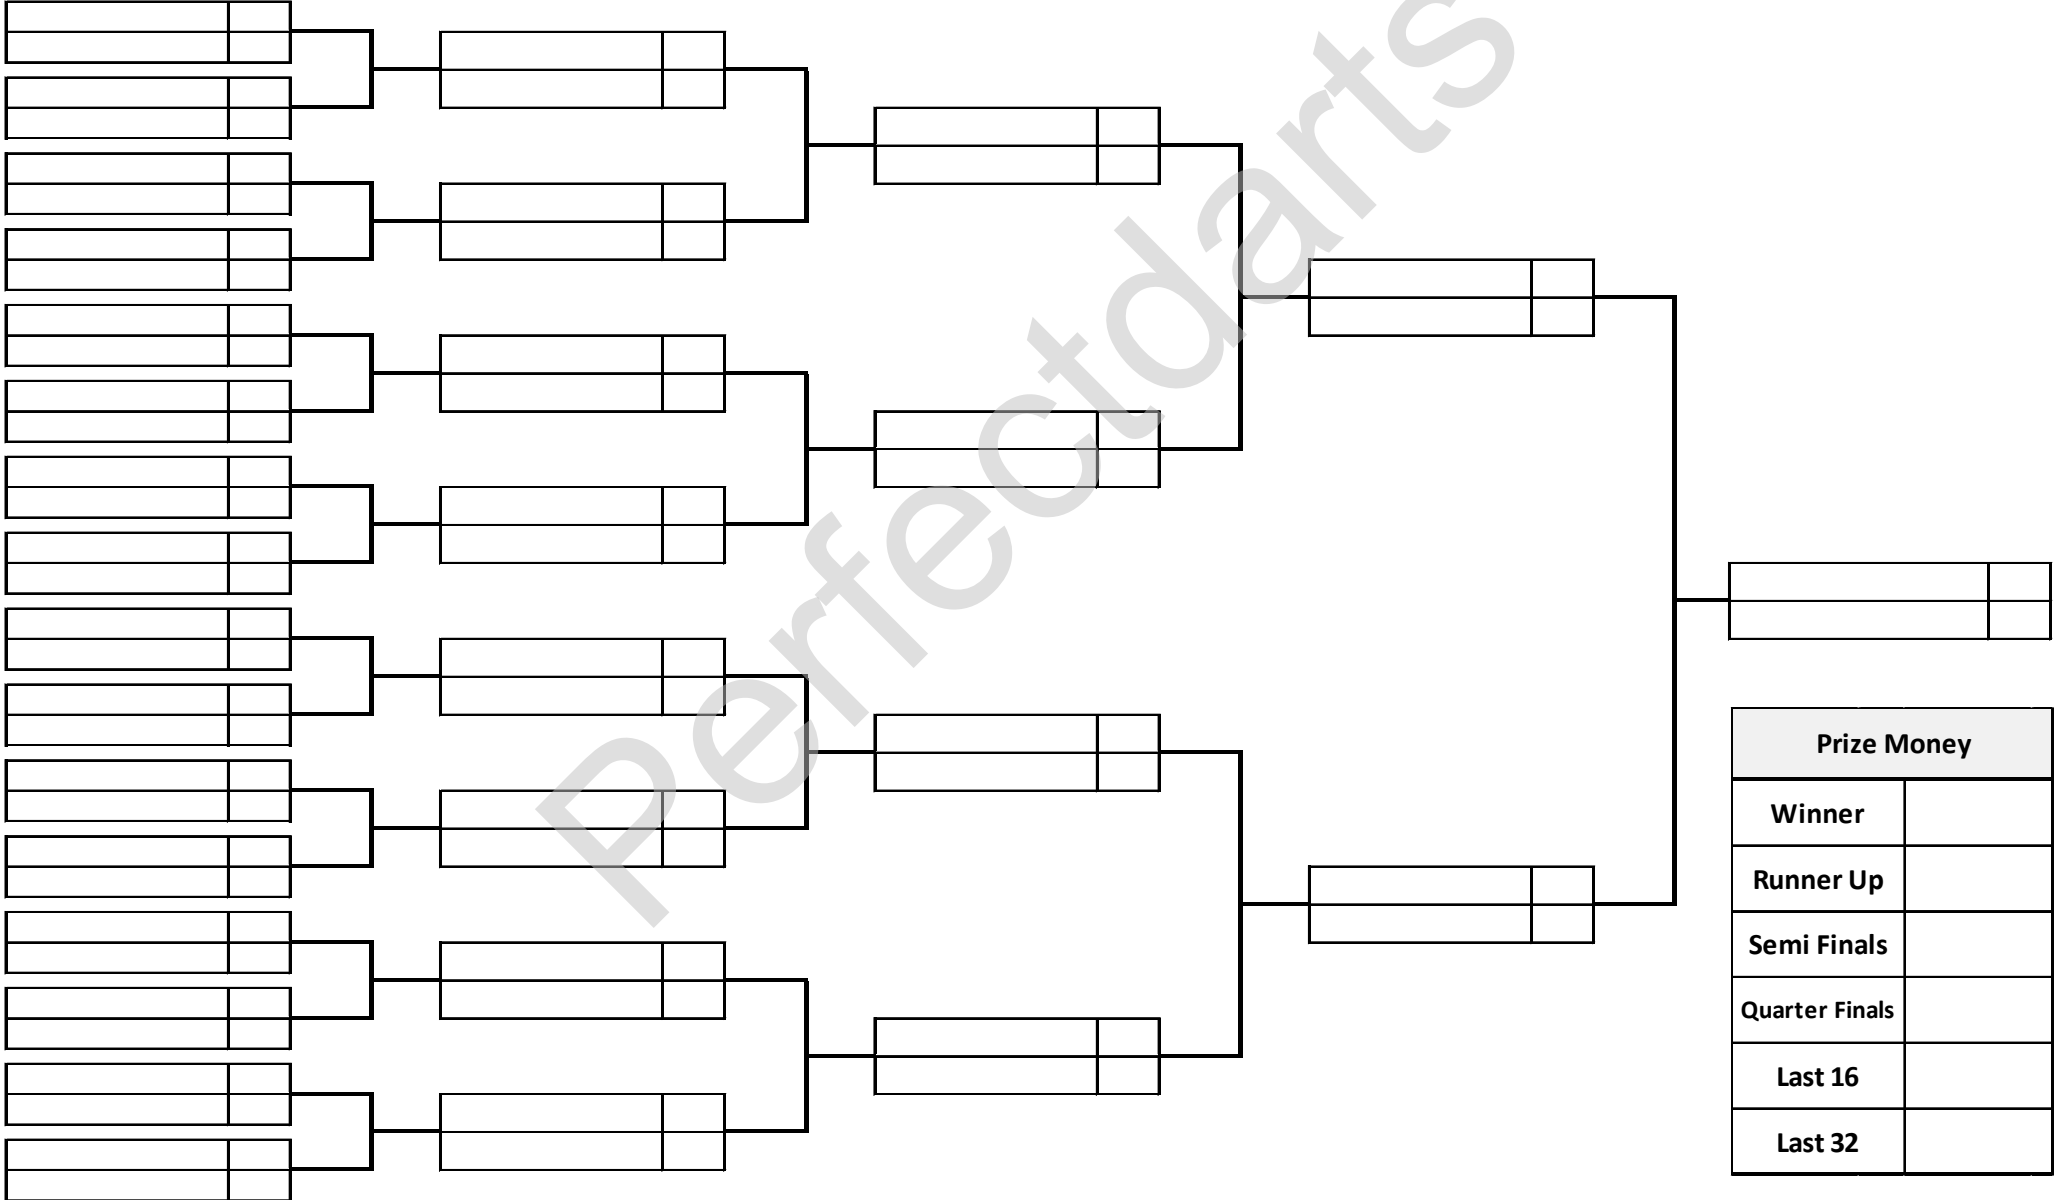 Perfectdarts
Prize Money
Winner
Runner Up
Semi Finals
Quarter Finals
Last 16
Last 32